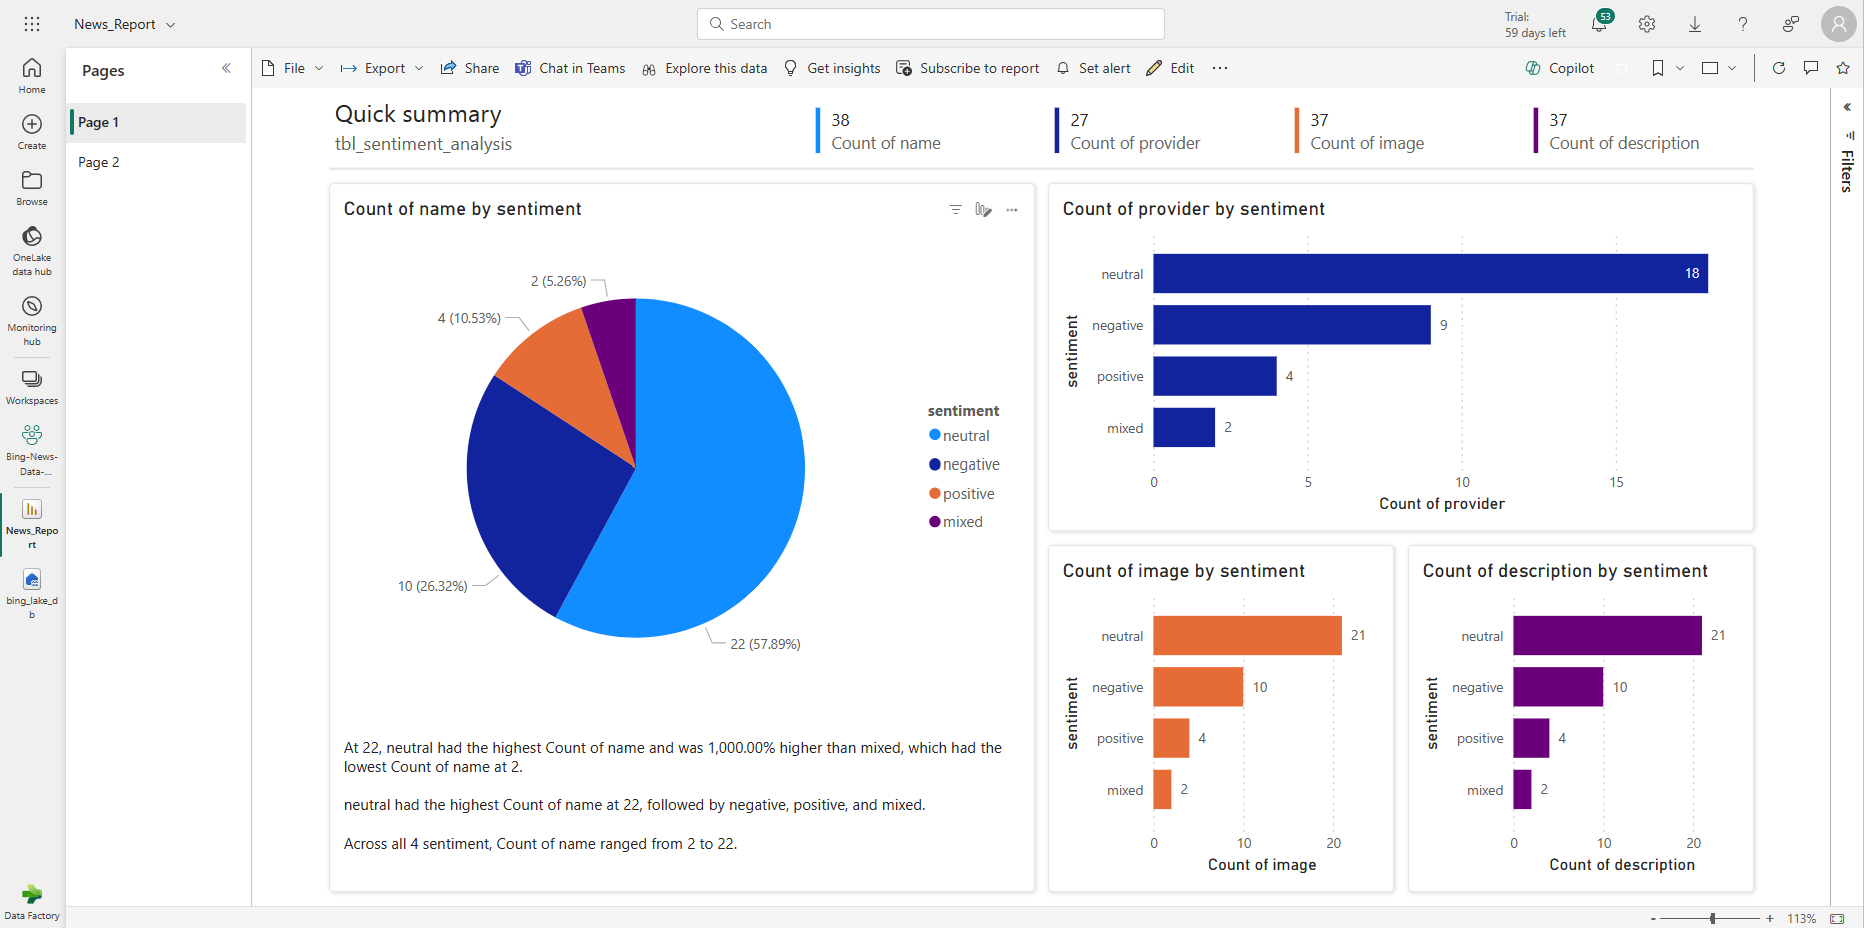 News_Report
Search
Trial:
59 days left
53
Home
Create
Browse
OneLake
data hub
Monitoring
hub
Workspaces
Bing-News-
Data-...
News_Repo
rt
bing_lake_d
b
Data Factory
Pages
Page 1
Page 2
File
Export
Share
Chat in Teams
Explore this data
Get insights
Subscribe to report
Set alert
Edit
Copilot
Quick summary
tbl_sentiment_analysis
38
Count of name
27
Count of provider
37
Count of image
37
Count of description
Filters
Count of name by sentiment
2 (5.26%)
4 (10.53%)
10 (26.32%)
22 (57.89%)
sentiment
neutral
negative
positive
mixed
At 22, neutral had the highest Count of name and was 1,000.00% higher than mixed, which had the
lowest Count of name at 2.
neutral had the highest Count of name at 22, followed by negative, positive, and mixed.
Across all 4 sentiment, Count of name ranged from 2 to 22.
Count of provider by sentiment
sentiment
neutral 18
negative 9
positive 4
mixed 2
0 5 10 15
Count of provider
Count of image by sentiment
sentiment
neutral 21
negative 10
positive 4
mixed 2
0 10 20
Count of image
Count of description by sentiment
sentiment
neutral 21
negative 10
positive 4
mixed 2
0 10 20
Count of description
- + 113%